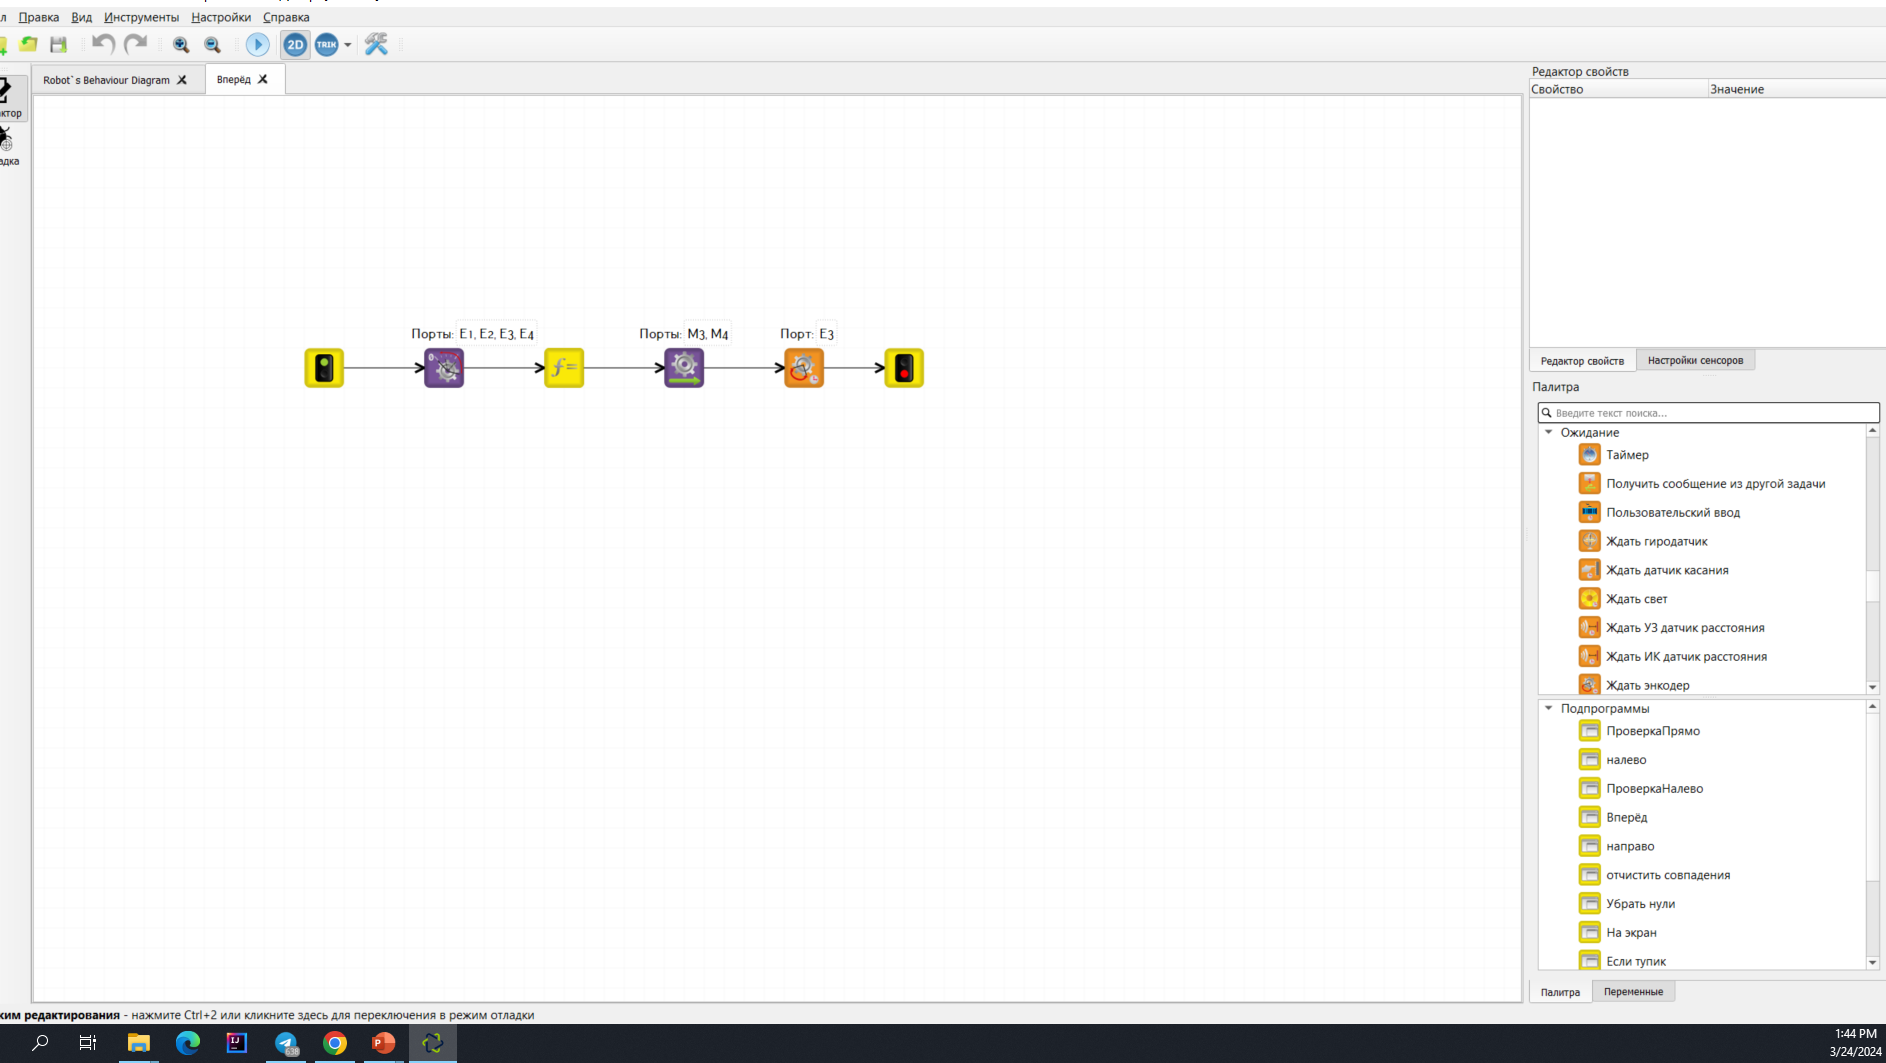 л Правка Вид Инструменты Настройки Справка
2D TRIK
Robot`s Behaviour Diagram Вперёд
ктор
адка
Порты: E1, E2, E3, E4 Порты: M3, M4 Порт: E3
0
f=
Редактор свойств
Свойство Значение
Редактор свойств Настройки сенсоров
Палитра
Введите текст поиска...
Ожидание
Таймер
Получить сообщение из другой задачи
Пользовательский ввод
Ждать гиродатчик
Ждать датчик касания
Ждать свет
Ждать УЗ датчик расстояния
Ждать ИК датчик расстояния
Ждать энкодер
Подпрограммы
ПроверкаПрямо
налево
ПроверкаНалево
Вперёд
направо
отчистить совпадения
Убрать нули
На экран
Если тупик
Палитра Переменные
ким редактирования - нажмите Ctrl+2 или кликните здесь для переключения в режим отладки
1:44 PM
3/24/2024